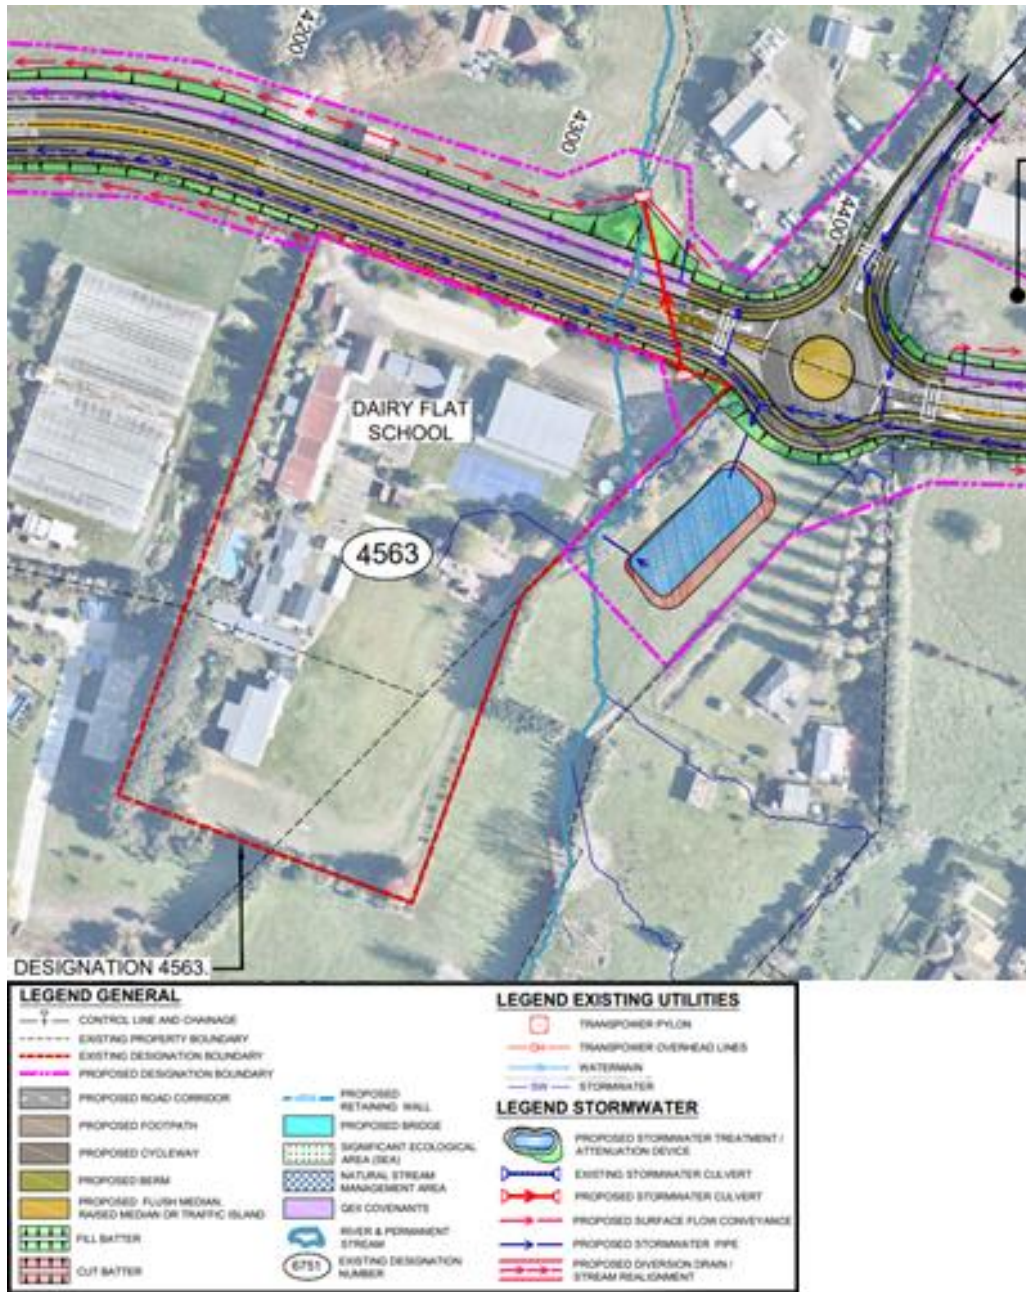 4200
4300
4400
DAIRY FLAT
SCHOOL
4563
DESIGNATION 4563.
LEGEND GENERAL
CONTROL LINE AND CHAINAGE
EXISTING PROPERTY BOUNDARY
EXISTING DESIGNATION BOUNDARY
PROPOSED DESIGNATION BOUNDARY
PROPOSED ROAD CORRIDOR
PROPOSED FOOTPATH
PROPOSED CYCLEWAY
PROPOSED BERM
PROPOSED FLUSH MEDIAN,
RAISED MEDIAN OR TRAFFIC ISLAND
FILL BATTER
CUT BATTER
PROPOSED
RETAINING WALL
PROPOSED BRIDGE
SIGNIFICANT ECOLOGICAL
AREA (SEA)
NATURAL STREAM
MANAGEMENT AREA
QEII COVENANTS
RIVER & PERMANENT
STREAM
6751
EXISTING DESIGNATION
NUMBER
LEGEND EXISTING UTILITIES
TRANSPOWER PYLON
OH
TRANSPOWER OVERHEAD LINES
WATERMAIN
SW
STORMWATER
LEGEND STORMWATER
PROPOSED STORMWATER TREATMENT /
ATTENUATION DEVICE
EXISTING STORMWATER CULVERT
PROPOSED STORMWATER CULVERT
PROPOSED SURFACE FLOW CONVEYANCE
PROPOSED STORMWATER PIPE
PROPOSED DIVERSION DRAIN /
STREAM REALIGNMENT